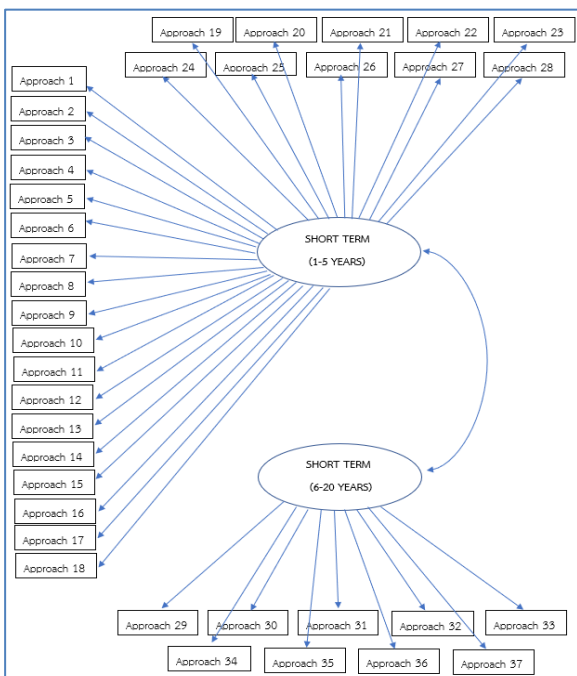 Approach 19
Approach 20
Approach 21
Approach 22
Approach 23
Approach 24
Approach 25
Approach 26
Approach 27
Approach 28
Approach 1
Approach 2
Approach 3
Approach 4
Approach 5
Approach 6
Approach 7
Approach 8
Approach 9
Approach 10
Approach 11
Approach 12
Approach 13
Approach 14
Approach 15
Approach 16
Approach 17
Approach 18
SHORT TERM
(1-5 YEARS)
SHORT TERM
(6-20 YEARS)
Approach 29
Approach 30
Approach 31
Approach 32
Approach 33
Approach 34
Approach 35
Approach 36
Approach 37